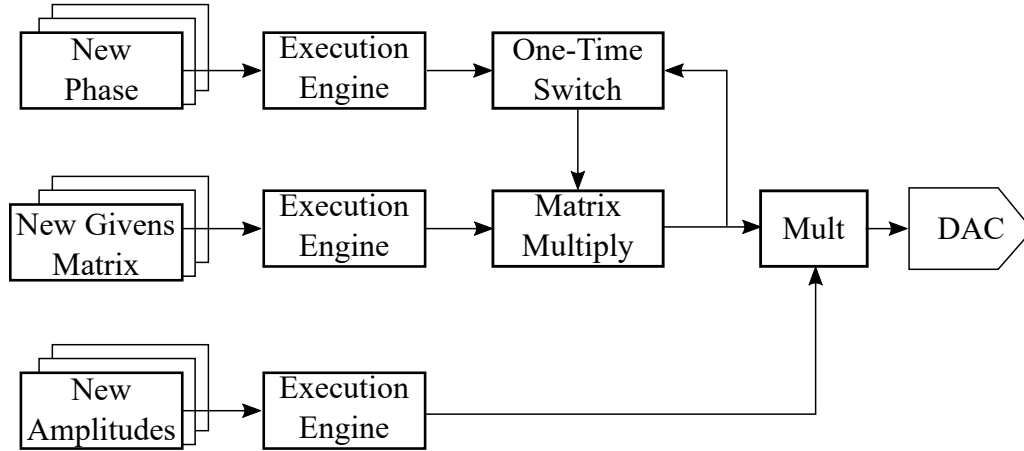 New
Phase
Execution
Engine
One-Time
Switch
New Givens
Matrix
Execution
Engine
Matrix
Multiply
Mult
DAC
New
Amplitudes
Execution
Engine